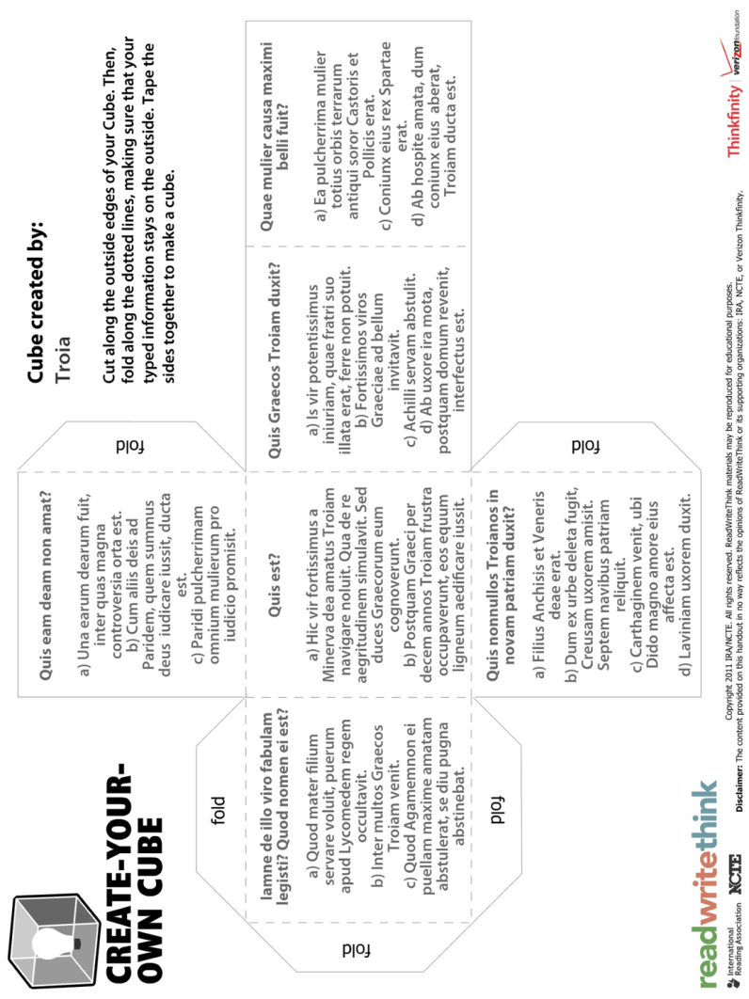 CREATE-YOUR-
OWN CUBE
Cube created by:
Troia
Cut along the outside edges of your Cube. Then,
fold along the dotted lines, making sure that your
typed information stays on the outside. Tape the
sides together to make a cube.
Quis eam deam non amat?
a) Una earum dearum fuit,
inter quas magna
controversia orta est.
b) Cum aliis deis ad
Paridem, quem summus
deus iudicare iussit, ducta
est.
c) Paridi pulcherrimam
omnium mulierum pro
iudicio promisit.
fold
fold
Iamne de illo viro fabulam
legisti? Quod nomen ei est?
a) Quod mater filium
servare voluit, puerum
apud Lycomedem regem
occultavit.
b) Inter multos Graecos
Troiam venit.
c) Quod Agamemnon ei
puellam maxime amatam
abstulerat, se diu pugna
abstinebat.
fold
fold
Quis est?
a) Hic vir fortissimus a
Minerva dea amatus Troiam
navigare noluit. Qua de re
aegritudinem simulavit. Sed
duces Graecorum eum
cognoverunt.
b) Postquam Graeci per
decem annos Troiam frustra
occupaverunt, eos equum
ligneum aedificare iussit.
Quis Graecos Troiam duxit?
a) Is vir potentissimus
iniuriam, quae fratri suo
illata erat, ferre non potuit.
b) Fortissimos viros
Graeciae ad bellum
invitavit.
c) Achilli servam abstulit.
d) Ab uxore ira mota,
postquam domum revenit,
interfectus est.
Quae mulier causa maximi
belli fuit?
a) Ea pulcherrima mulier
totius orbis terrarum
antiqui soror Castoris et
Pollicis erat.
c) Coniunx eius rex Spartae
erat.
d) Ab hospite amata, dum
coniunx eius aberat,
Troiam ducta est.
Quis nonnullos Troianos in
novam patriam duxit?
a) Filius Anchisis et Veneris
deae erat.
b) Dum ex urbe deleta fugit,
Creusam uxorem amisit.
Septem navibus patriam
reliquit.
c) Carthaginem venit, ubi
Dido magno amore eius
affecta est.
d) Laviniam uxorem duxit.
fold
readwritethink
International
Reading Association
NCTE
Copyright 2011 IRA/NCTE. All rights reserved. ReadWriteThink materials may be reproduced for educational purposes.
Disclaimer: The content provided on this handout in no way reflects the opinions of ReadWriteThink or its supporting organizations: IRA, NCTE, or Verizon Thinkfinity.
Thinkfinity
verizonfoundation